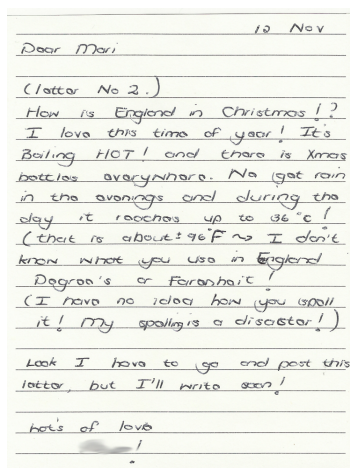 12 Nov
Dear Mari
(letter No 2.)
How is England in Christmas!?
I love this time of year! It's
Boiling HOT! and there is Xmas
beetles everywhere. We get rain
in the evenings and during the
day it reaches up to 36°c!
(that is about ± 96°F ~> I don't
know what you use in England
Degree's or Farenhait!
(I have no idea how you spell
it! My spelling is a disaster!)
Look I have to go and post this
letter, but I'll write soon!
Lot's of love
!